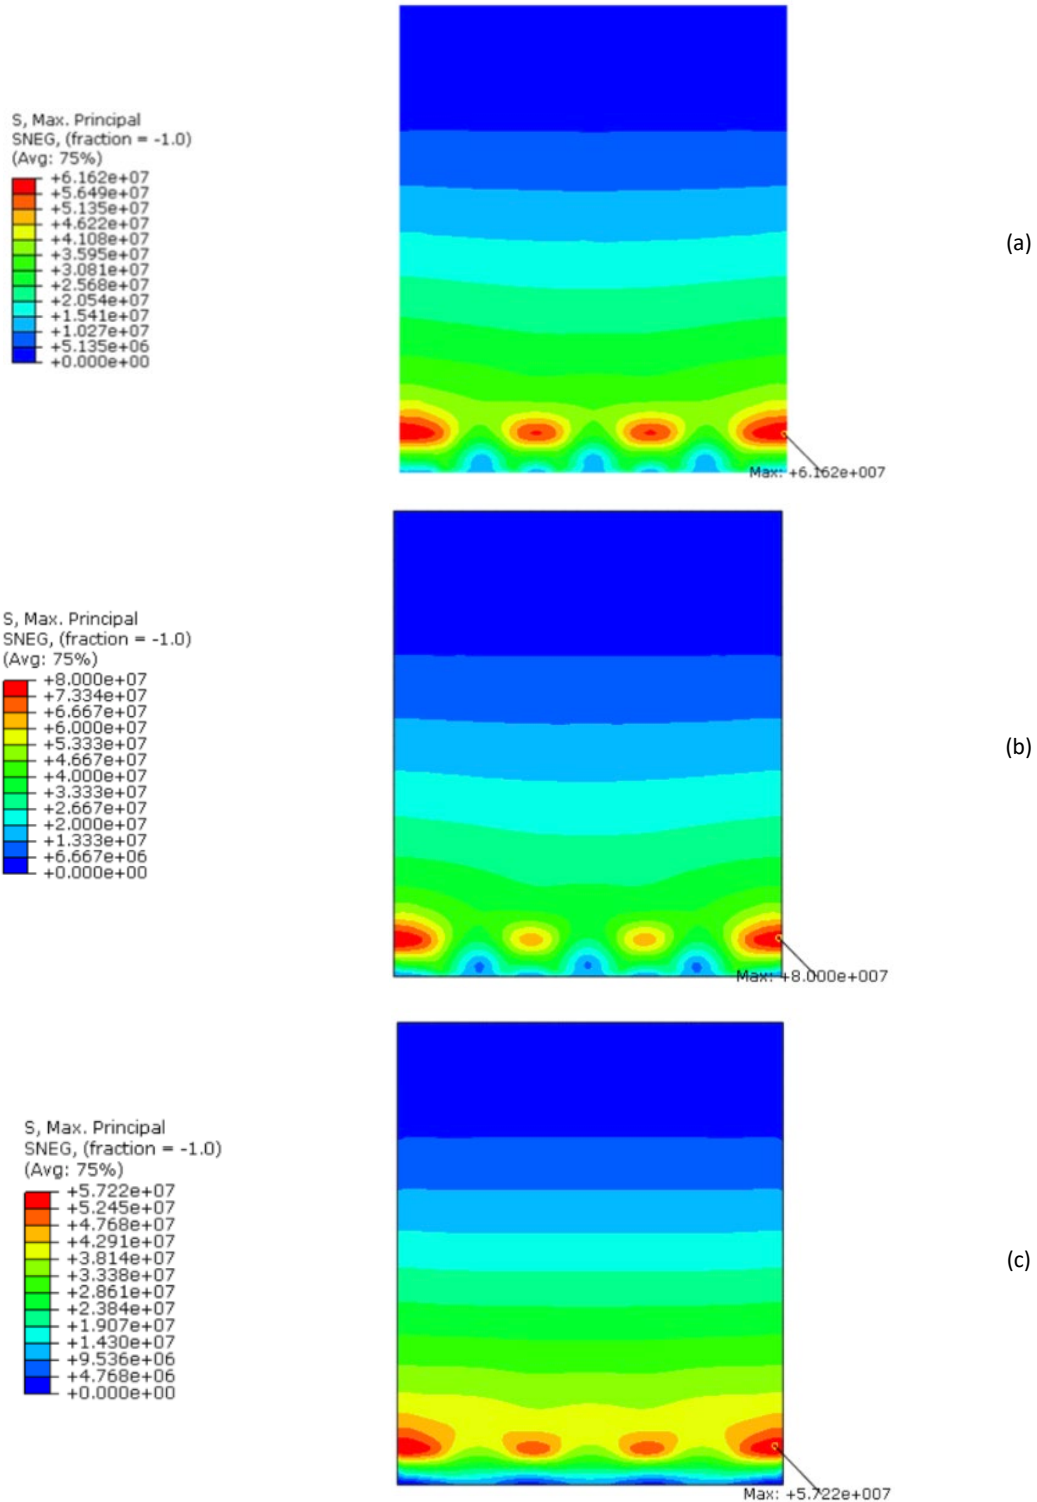 S, Max. Principal
SNEG, (fraction = -1.0)
(Avg: 75%)
+6.162e+07
+5.649e+07
+5.135e+07
+4.622e+07
+4.108e+07
+3.595e+07
+3.081e+07
+2.568e+07
+2.054e+07
+1.541e+07
+1.027e+07
+5.135e+06
+0.000e+00
(a)
Max: +6.162e+007
S, Max. Principal
SNEG, (fraction = -1.0)
(Avg: 75%)
+8.000e+07
+7.334e+07
+6.667e+07
+6.000e+07
+5.333e+07
+4.667e+07
+4.000e+07
+3.333e+07
+2.667e+07
+2.000e+07
+1.333e+07
+6.667e+06
+0.000e+00
(b)
Max: +8.000e+007
S, Max. Principal
SNEG, (fraction = -1.0)
(Avg: 75%)
+5.722e+07
+5.245e+07
+4.768e+07
+4.291e+07
+3.814e+07
+3.338e+07
+2.861e+07
+2.384e+07
+1.907e+07
+1.430e+07
+9.536e+06
+4.768e+06
+0.000e+00
(c)
Max: +5.722e+007